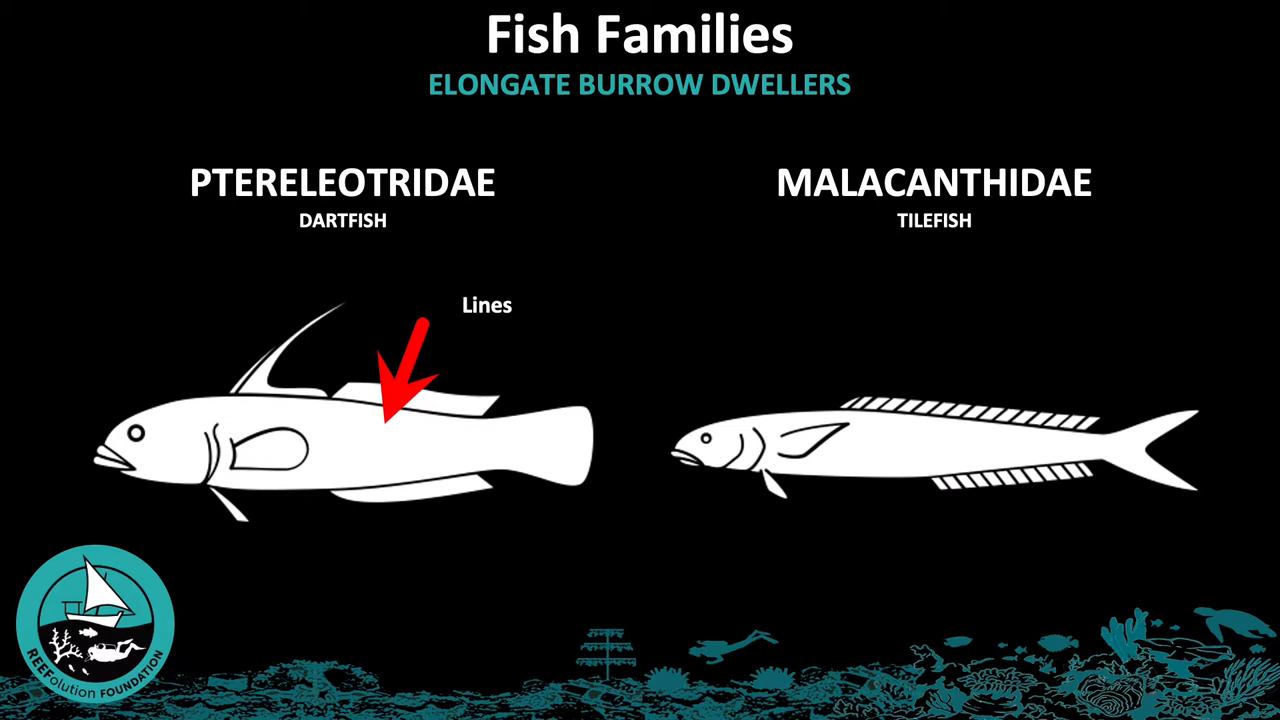 Fish Families
ELONGATE BURROW DWELLERS
PTERELEOTRIDAE
DARTFISH
MALACANTHIDAE
TILEFISH
Lines
REEFolution FOUNDATION